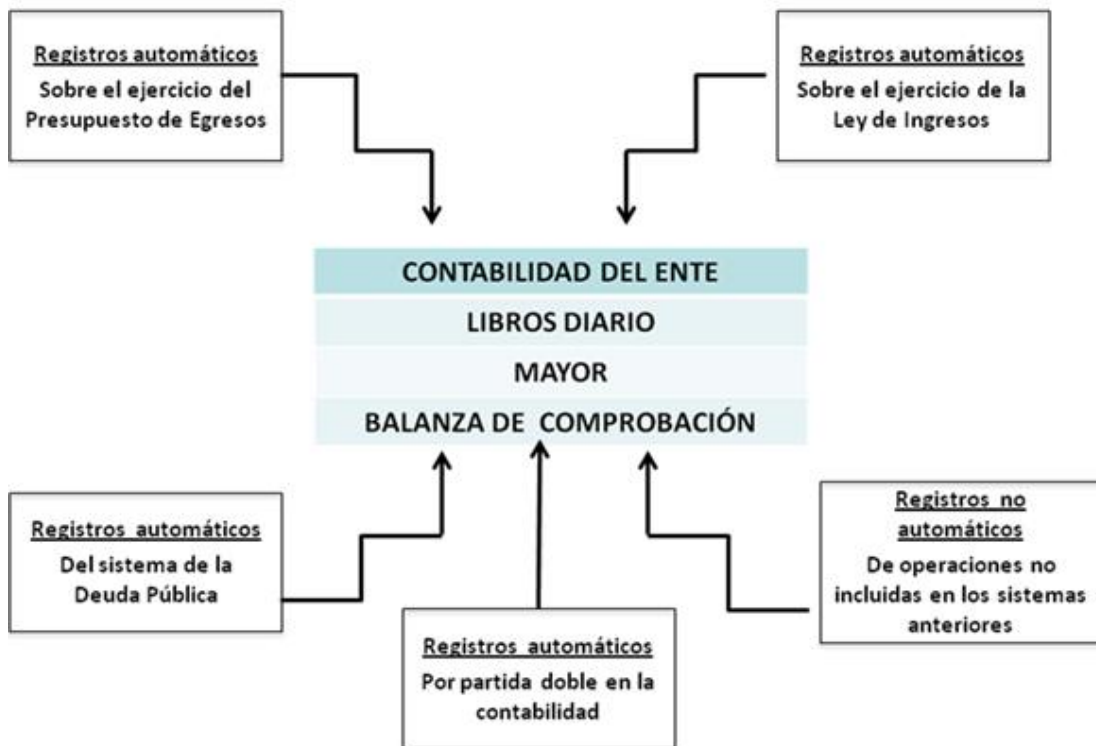 Registros automáticos
Sobre el ejercicio del
Presupuesto de Egresos
Registros automáticos
Sobre el ejercicio de la
Ley de Ingresos
CONTABILIDAD DEL ENTE
LIBROS DIARIO
MAYOR
BALANZA DE COMPROBACIÓN
Registros automáticos
Del sistema de la
Deuda Pública
Registros automáticos
Por partida doble en la
contabilidad
Registros no
automáticos
De operaciones no
incluidas en los sistemas
anteriores